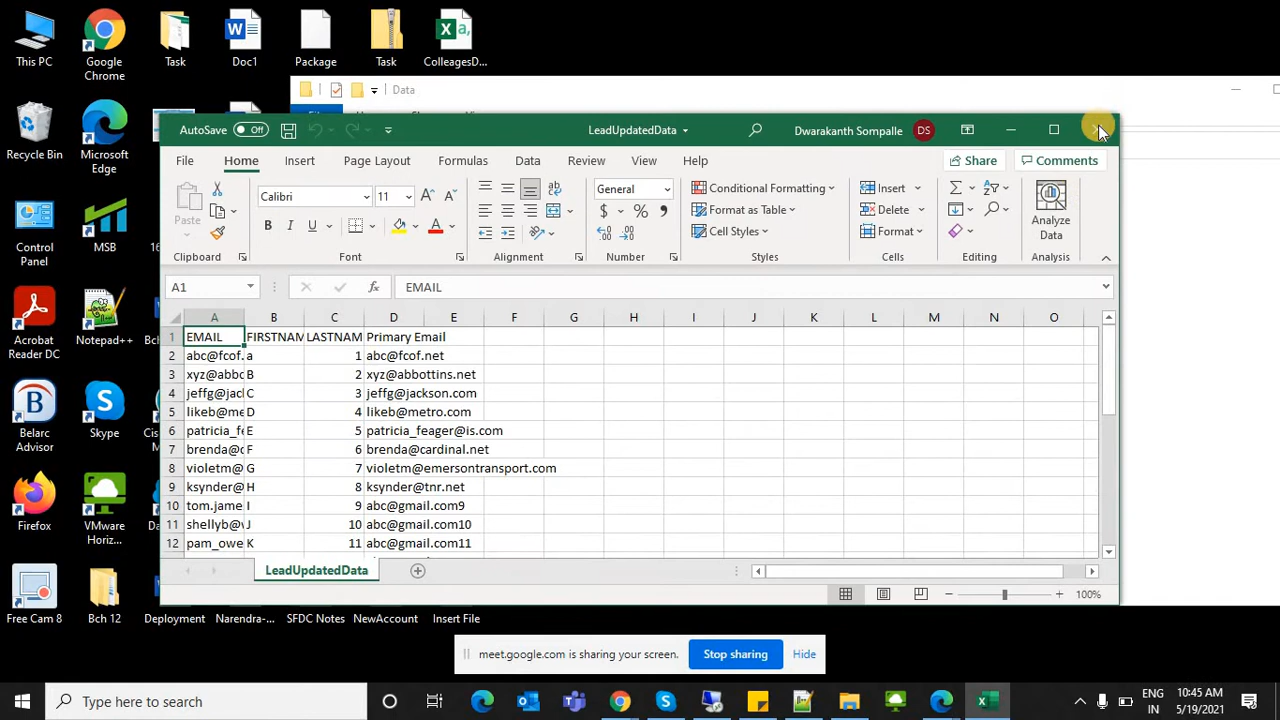 This PC
Google Chrome
Task
Doc1
Package
Task
ColleagesD...
Recycle Bin
Microsoft Edge
Control Panel
MSB
16
Acrobat Reader DC
Notepad++
Bch
Belarc Advisor
Skype
Cis
Firefox
VMware Horiz...
Da
Free Cam 8
Bch 12
Deployment
Narendra-...
SFDC Notes
NewAccount
Insert File
Data
AutoSave Off
LeadUpdatedData
Dwarakanth Sompalle DS
File Home Insert Page Layout Formulas Data Review View Help Share Comments
Paste
Calibri 11
B I U
General
$ % 9
Conditional Formatting
Format as Table
Cell Styles
Insert
Delete
Format
Analyze Data
Clipboard Font Alignment Number Styles Cells Editing Analysis
A1 fx EMAIL
A B C D E F G H I J K L M N O
1 EMAIL FIRSTNAM LASTNAM Primary Email
2 abc@fcof. a 1 abc@fcof.net
3 xyz@abbc B 2 xyz@abbottins.net
4 jeffg@jacl C 3 jeffg@jackson.com
5 likeb@me D 4 likeb@metro.com
6 patricia_fe E 5 patricia_feager@is.com
7 brenda@c F 6 brenda@cardinal.net
8 violetm@ G 7 violetm@emersontransport.com
9 ksynder@ H 8 ksynder@tnr.net
10 tom.jame I 9 abc@gmail.com9
11 shellyb@v J 10 abc@gmail.com10
12 pam_owe K 11 abc@gmail.com11
LeadUpdatedData
100%
meet.google.com is sharing your screen. Stop sharing Hide
Type here to search
ENG
IN
10:45 AM
5/19/2021